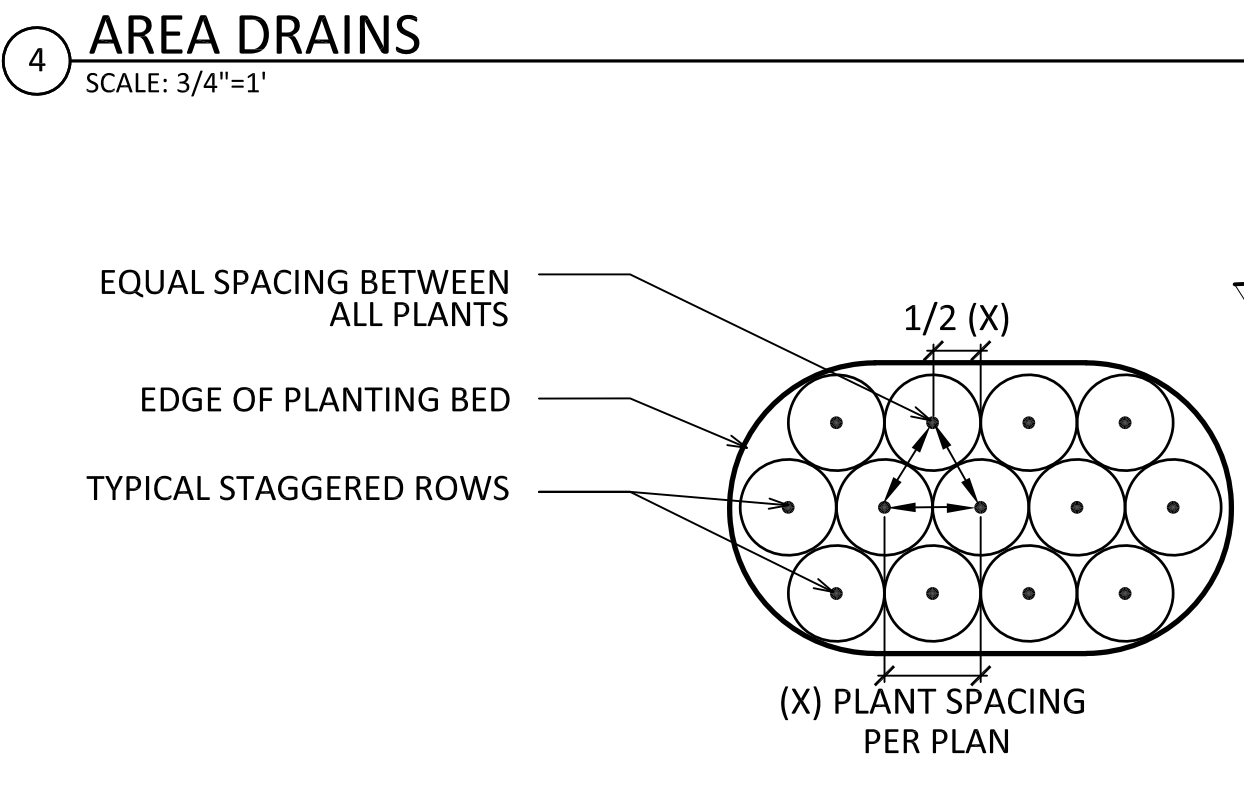 4
AREA DRAINS
SCALE: 3/4"=1'
EQUAL SPACING BETWEEN
ALL PLANTS
1/2 (X)
EDGE OF PLANTING BED
TYPICAL STAGGERED ROWS
(X) PLANT SPACING
PER PLAN